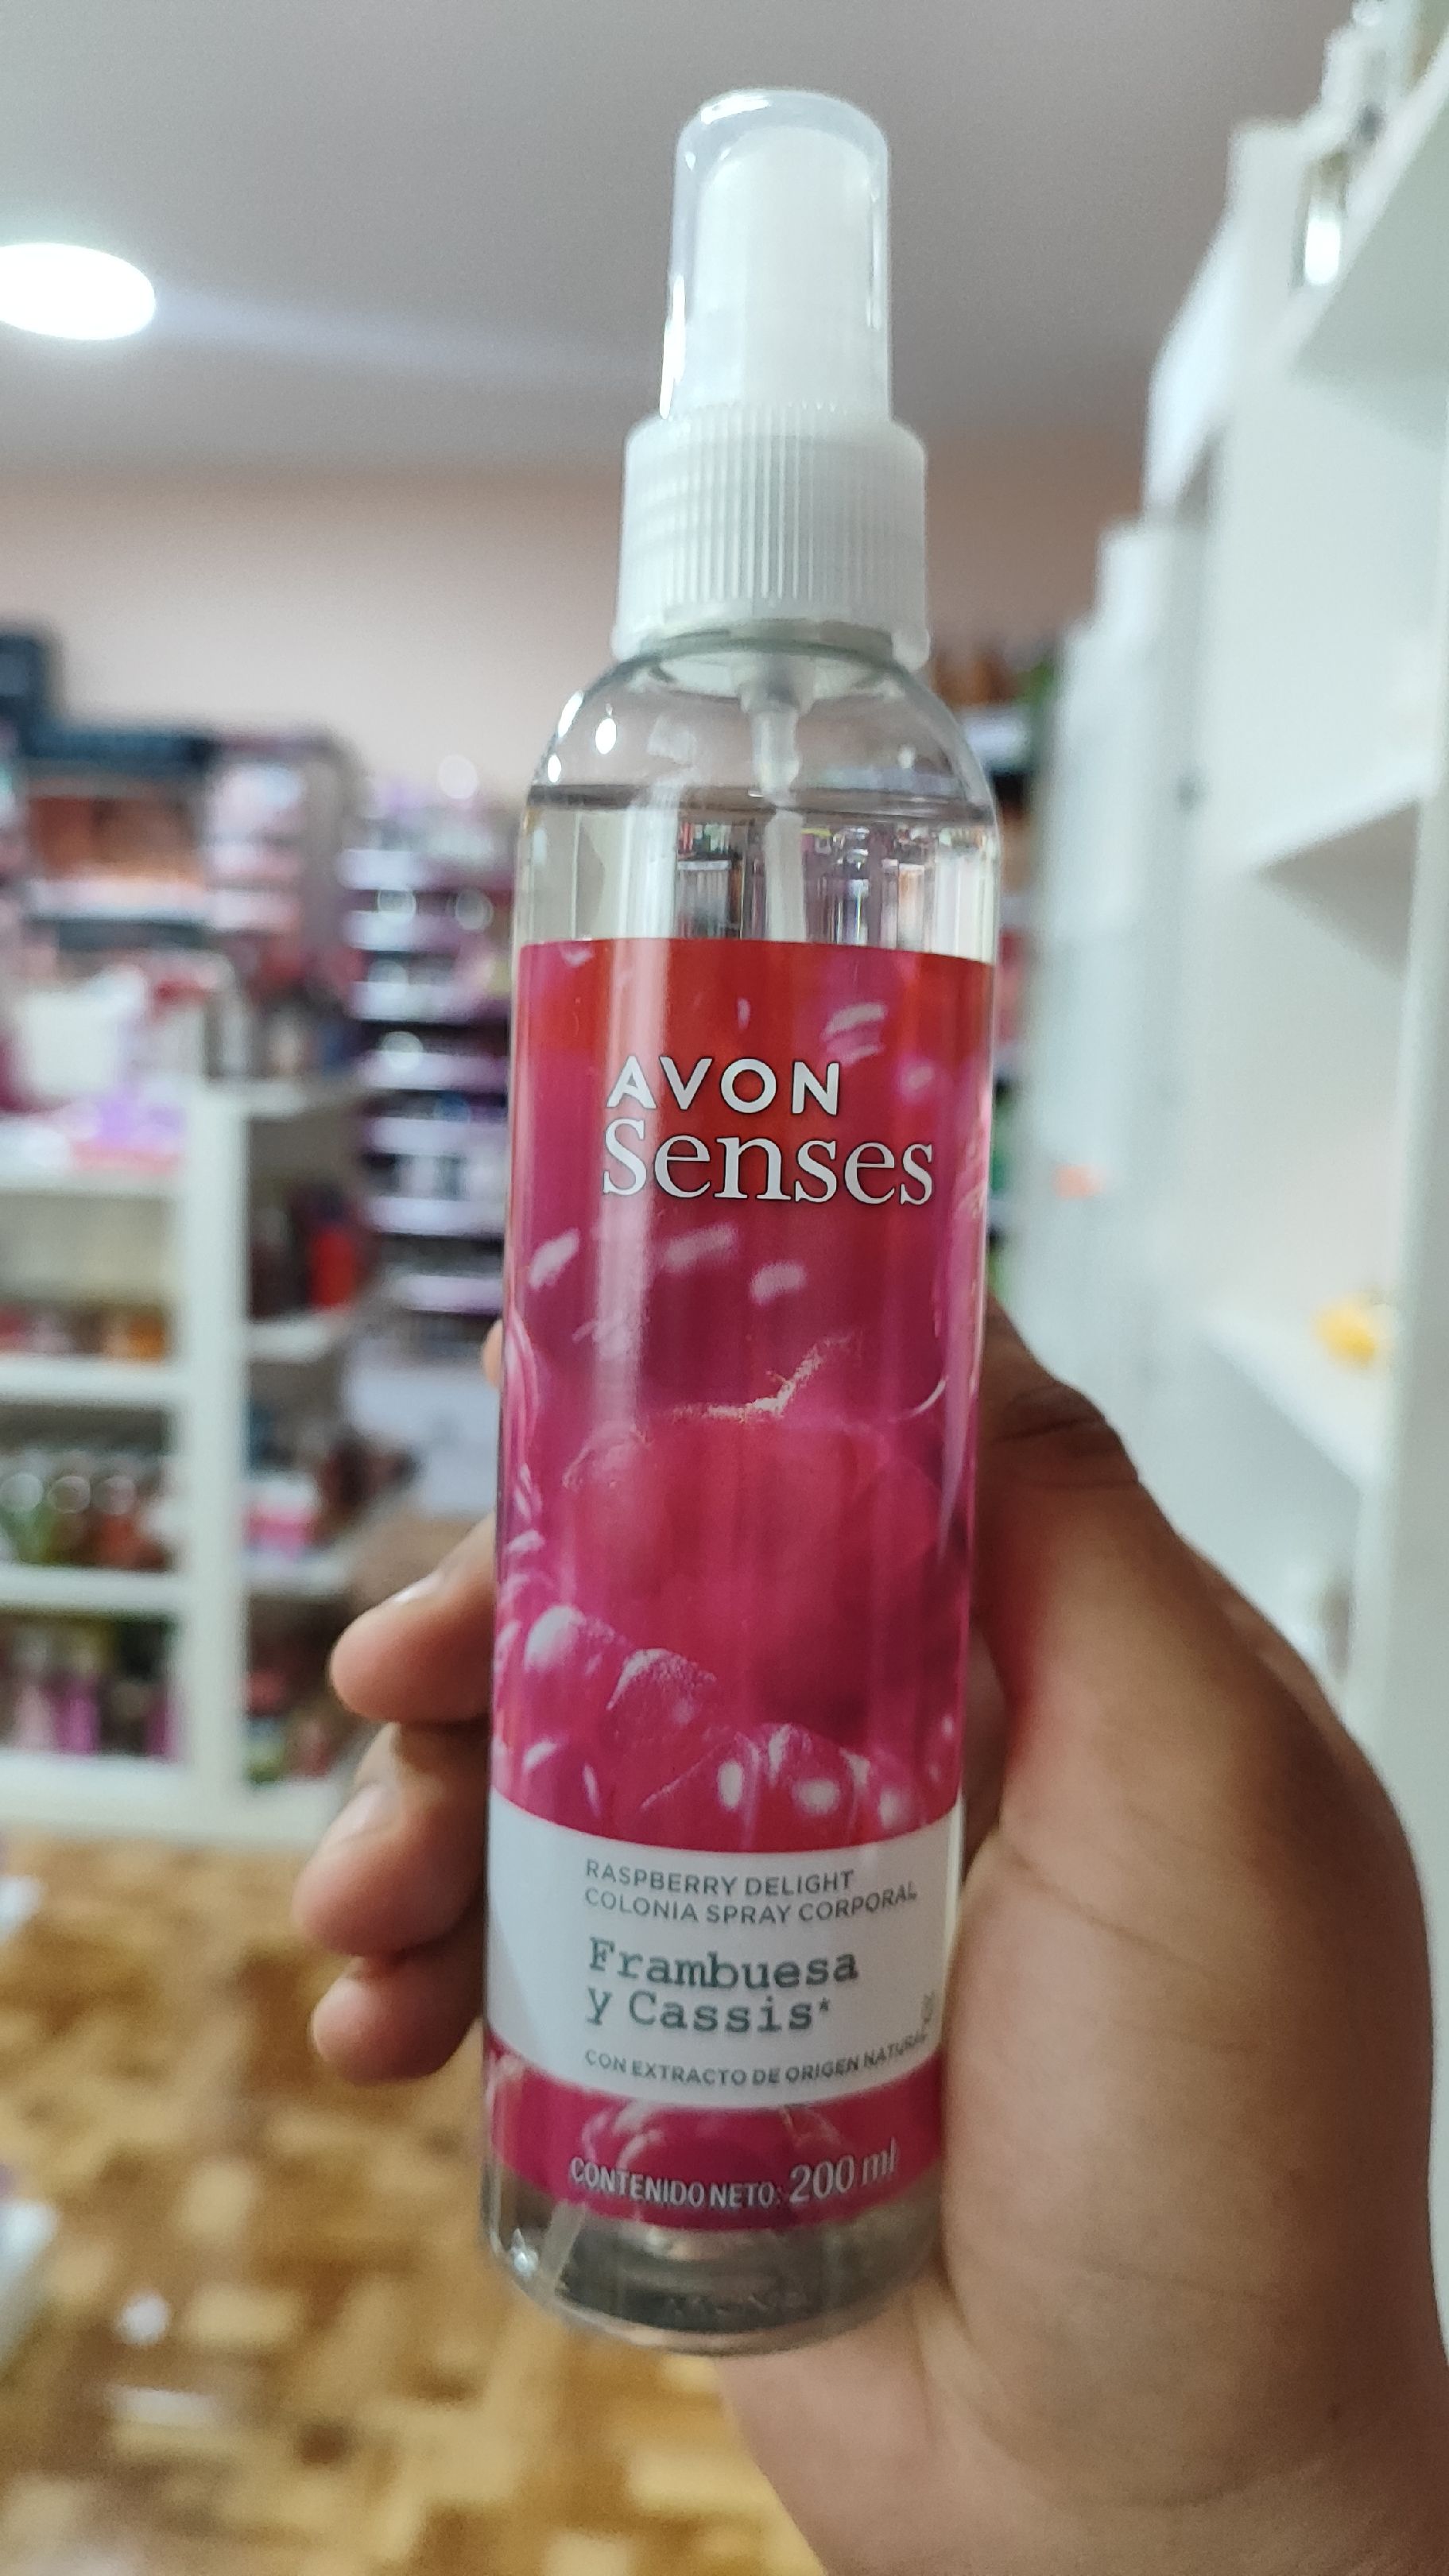 AVON
Senses
RASPBERRY DELIGHT
COLONIA SPRAY CORPORAL
Frambuesa
y Cassis*
CON EXTRACTO DE ORIGEN NATURAL
CONTENIDO NETO: 200 ml